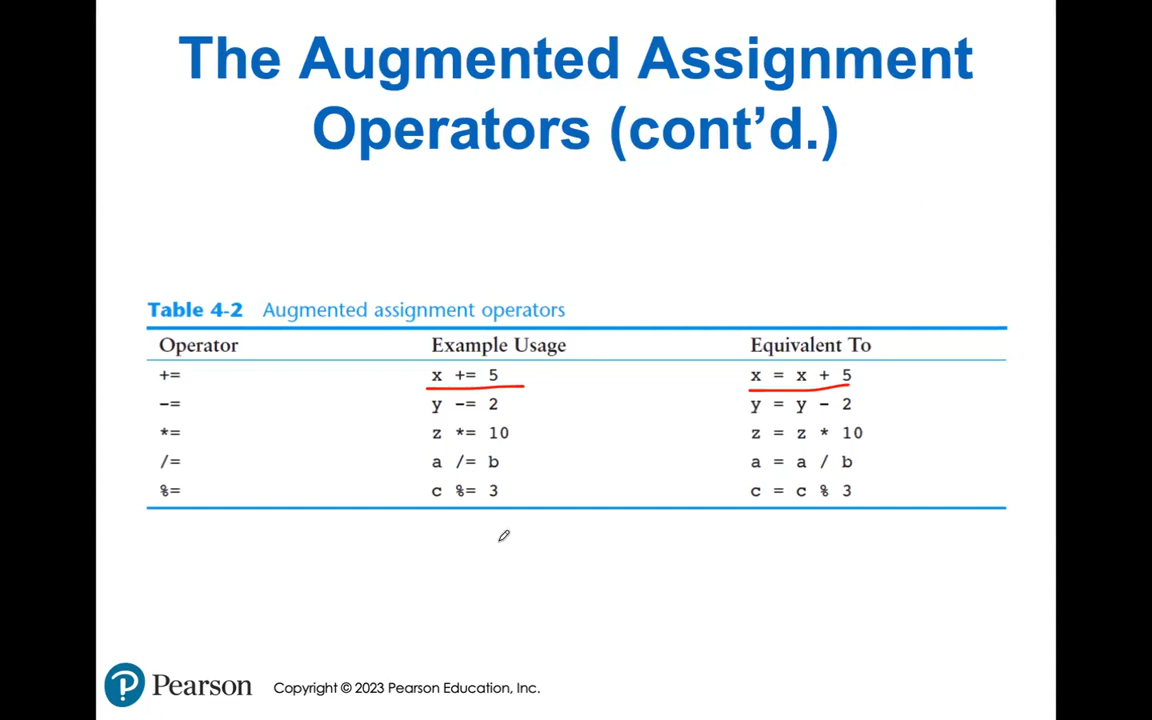 The Augmented Assignment
Operators (cont’d.)
Table 4-2 Augmented assignment operators
Operator Example Usage Equivalent To
+= x += 5 x = x + 5
-= y -= 2 y = y - 2
*= z *= 10 z = z * 10
/= a /= b a = a / b
%= c %= 3 c = c % 3
P Pearson Copyright © 2023 Pearson Education, Inc.